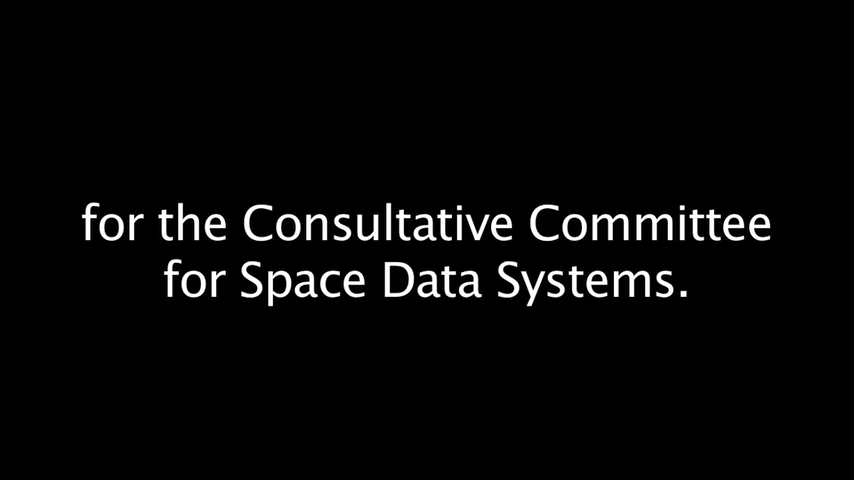 for the Consultative Committee
for Space Data Systems.